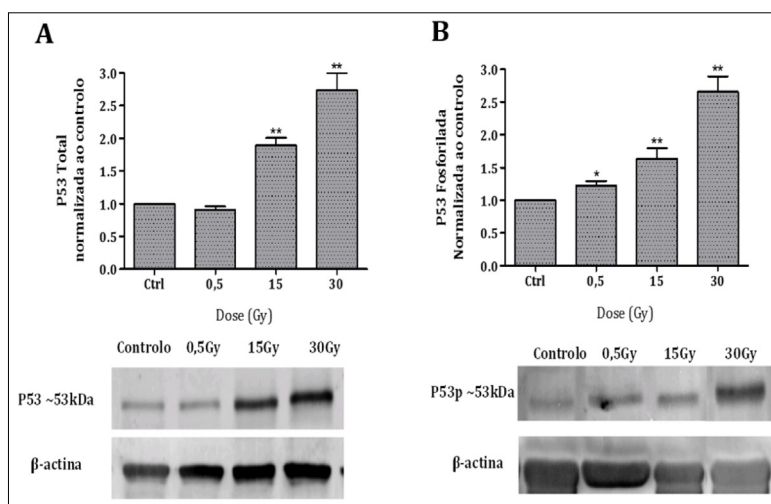 A
P53 Total
normalizada ao controlo
3.0
2.5
2.0
1.5
1.0
0.5
0.0
**
**
Ctrl 0,5 15 30
Dose (Gy)
Controlo 0,5Gy 15Gy 30Gy
P53 ~53kDa
β-actina
B
P53 Fosforilada
Normalizada ao controlo
3.0
2.5
2.0
1.5
1.0
0.5
0.0
*
**
**
Ctrl 0,5 15 30
Dose (Gy)
Controlo 0,5Gy 15Gy 30Gy
P53p ~53kDa
β-actina